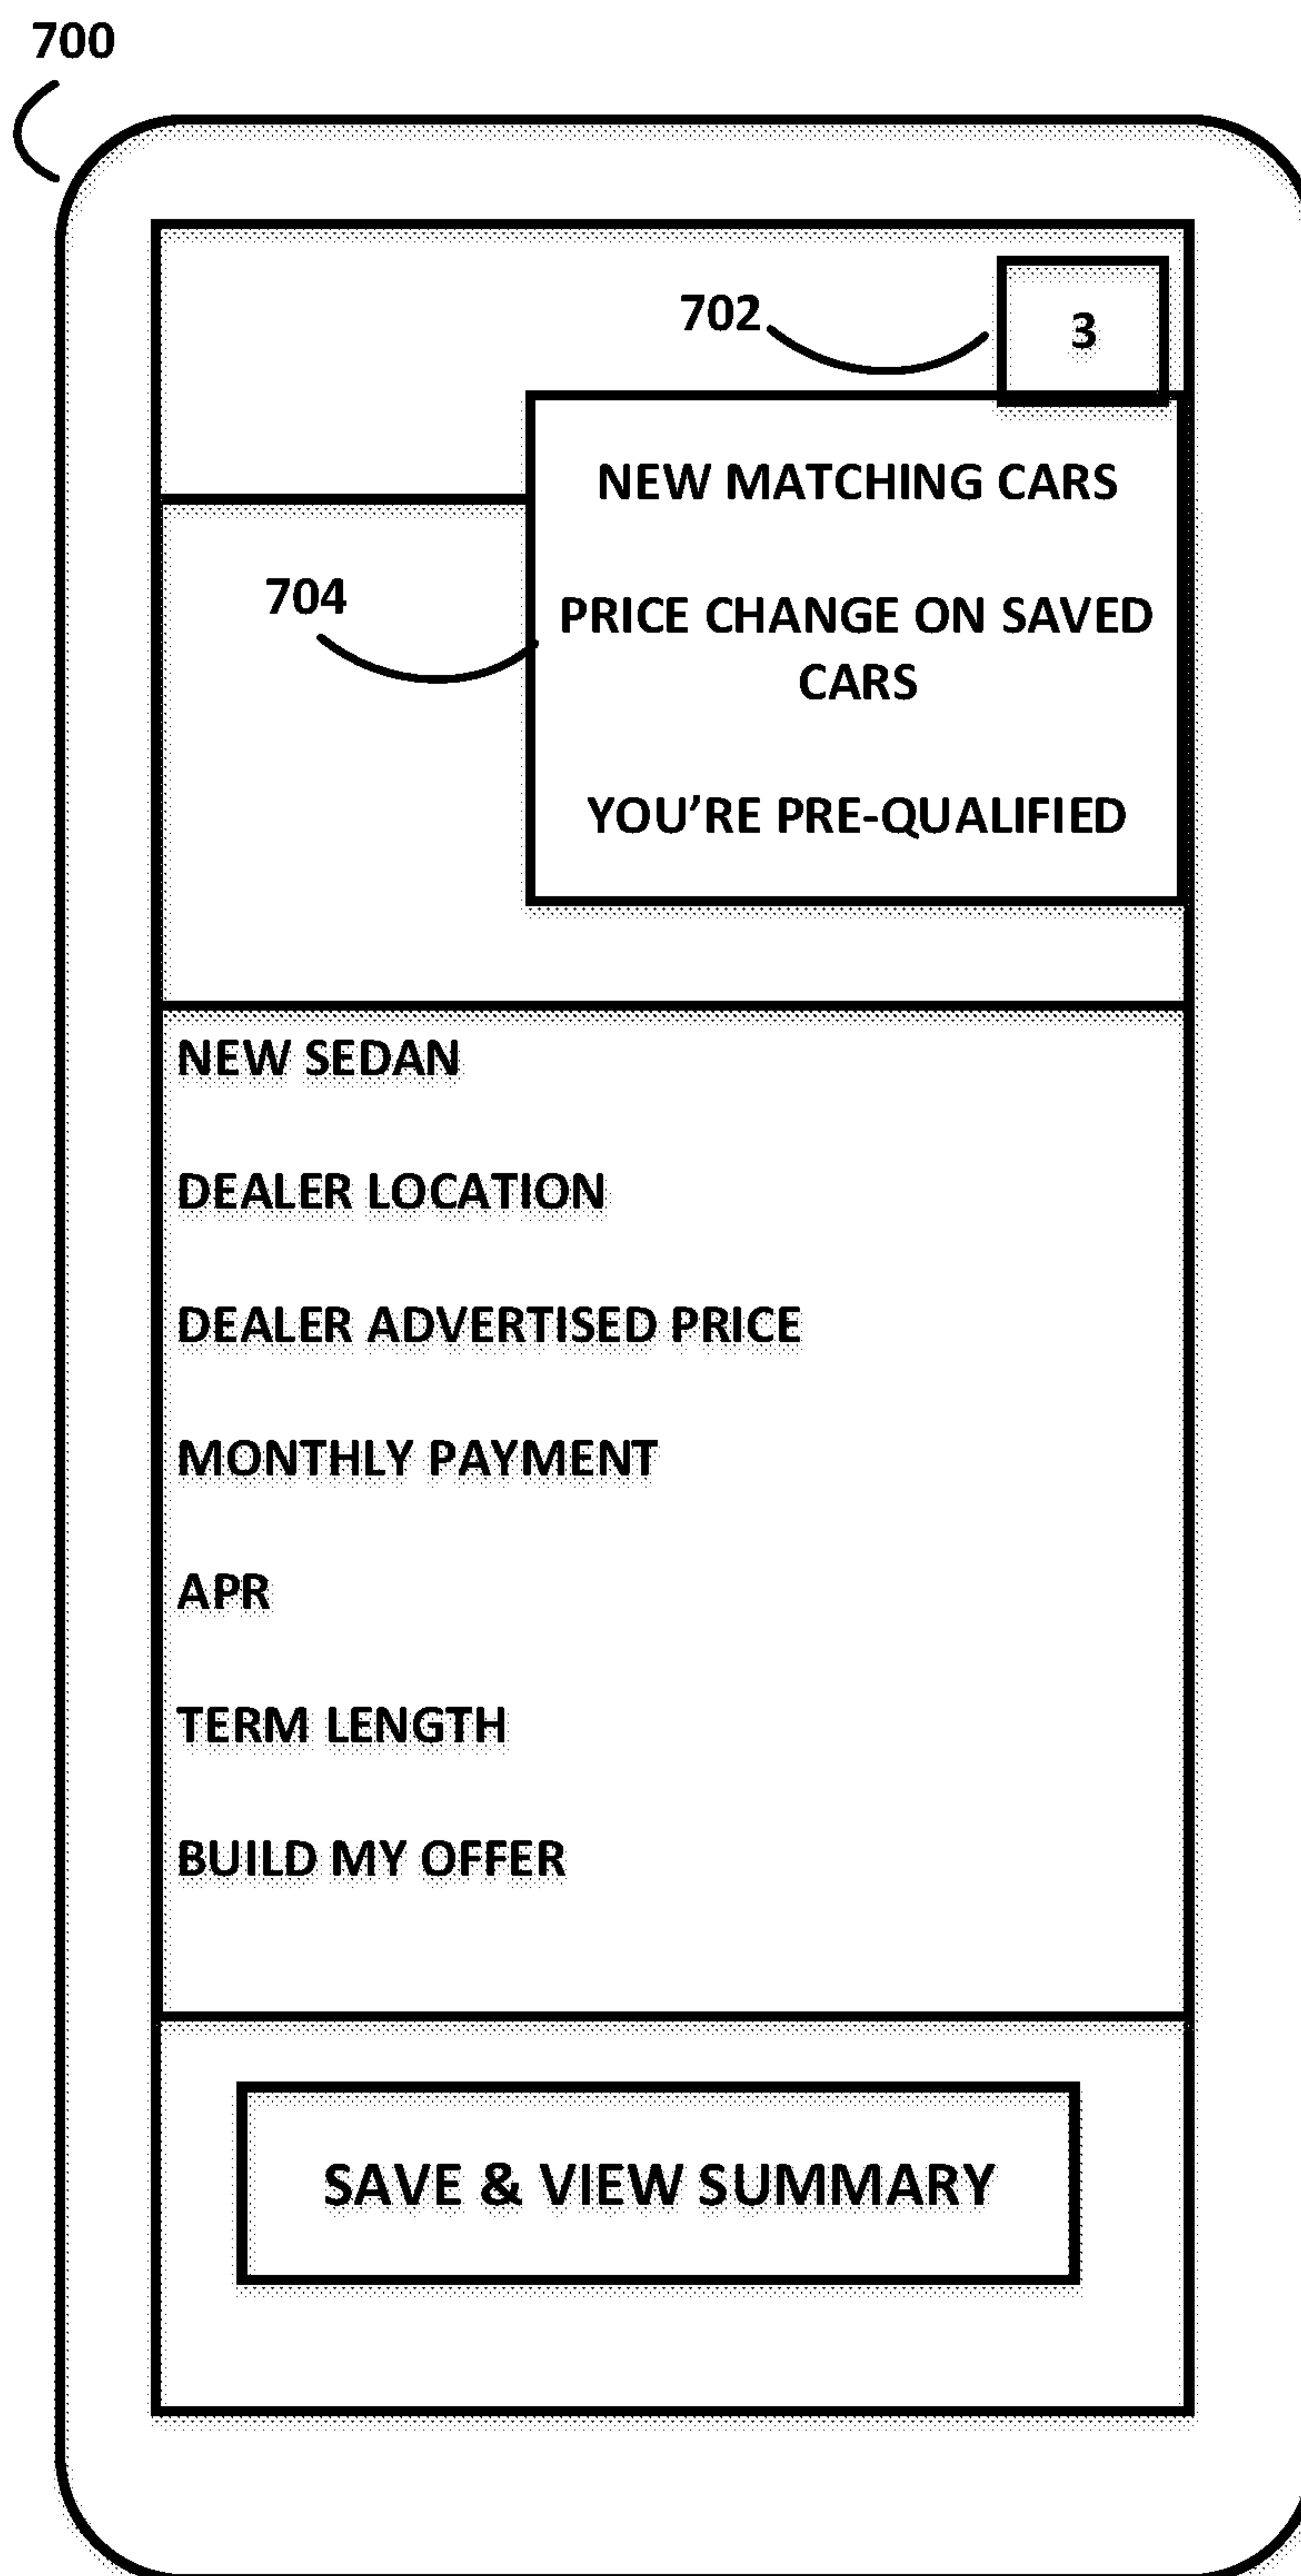 700
702
3
NEW MATCHING CARS
PRICE CHANGE ON SAVED
CARS
704
YOU’RE PRE-QUALIFIED
NEW SEDAN
DEALER LOCATION
DEALER ADVERTISED PRICE
MONTHLY PAYMENT
APR
TERM LENGTH
BUILD MY OFFER
SAVE & VIEW SUMMARY